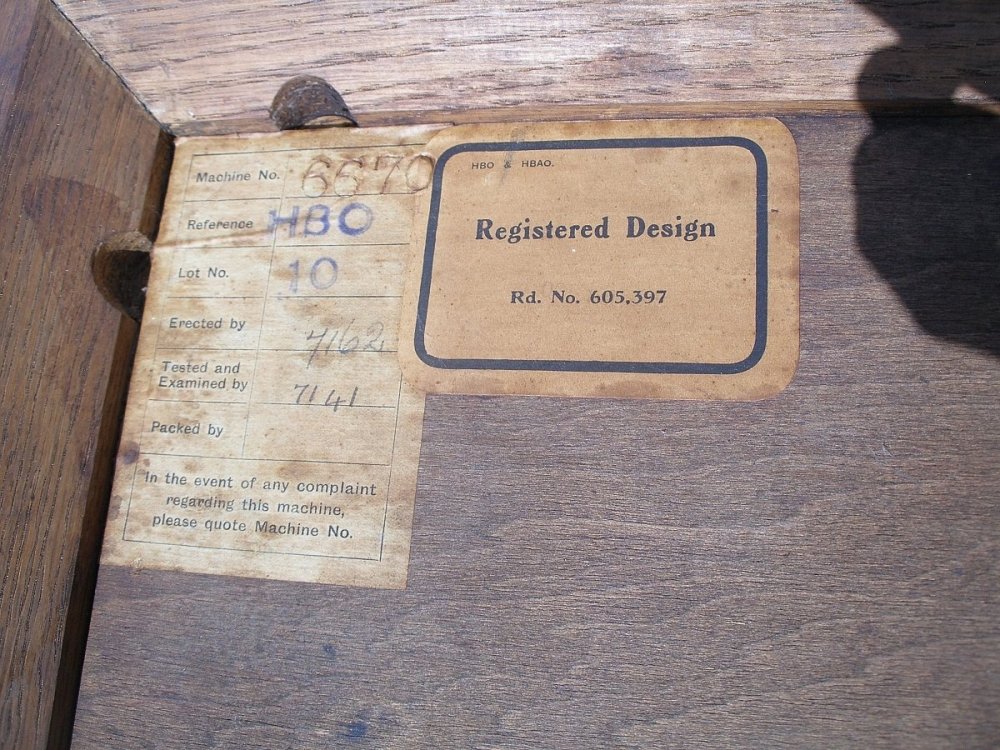 Machine No. 6670
Reference HBO
Lot No. 10
Erected by 7162
Tested and
Examined by 7141
Packed by
In the event of any complaint
regarding this machine,
please quote Machine No.
HBO & HBAO.
Registered Design
Rd. No. 605,397